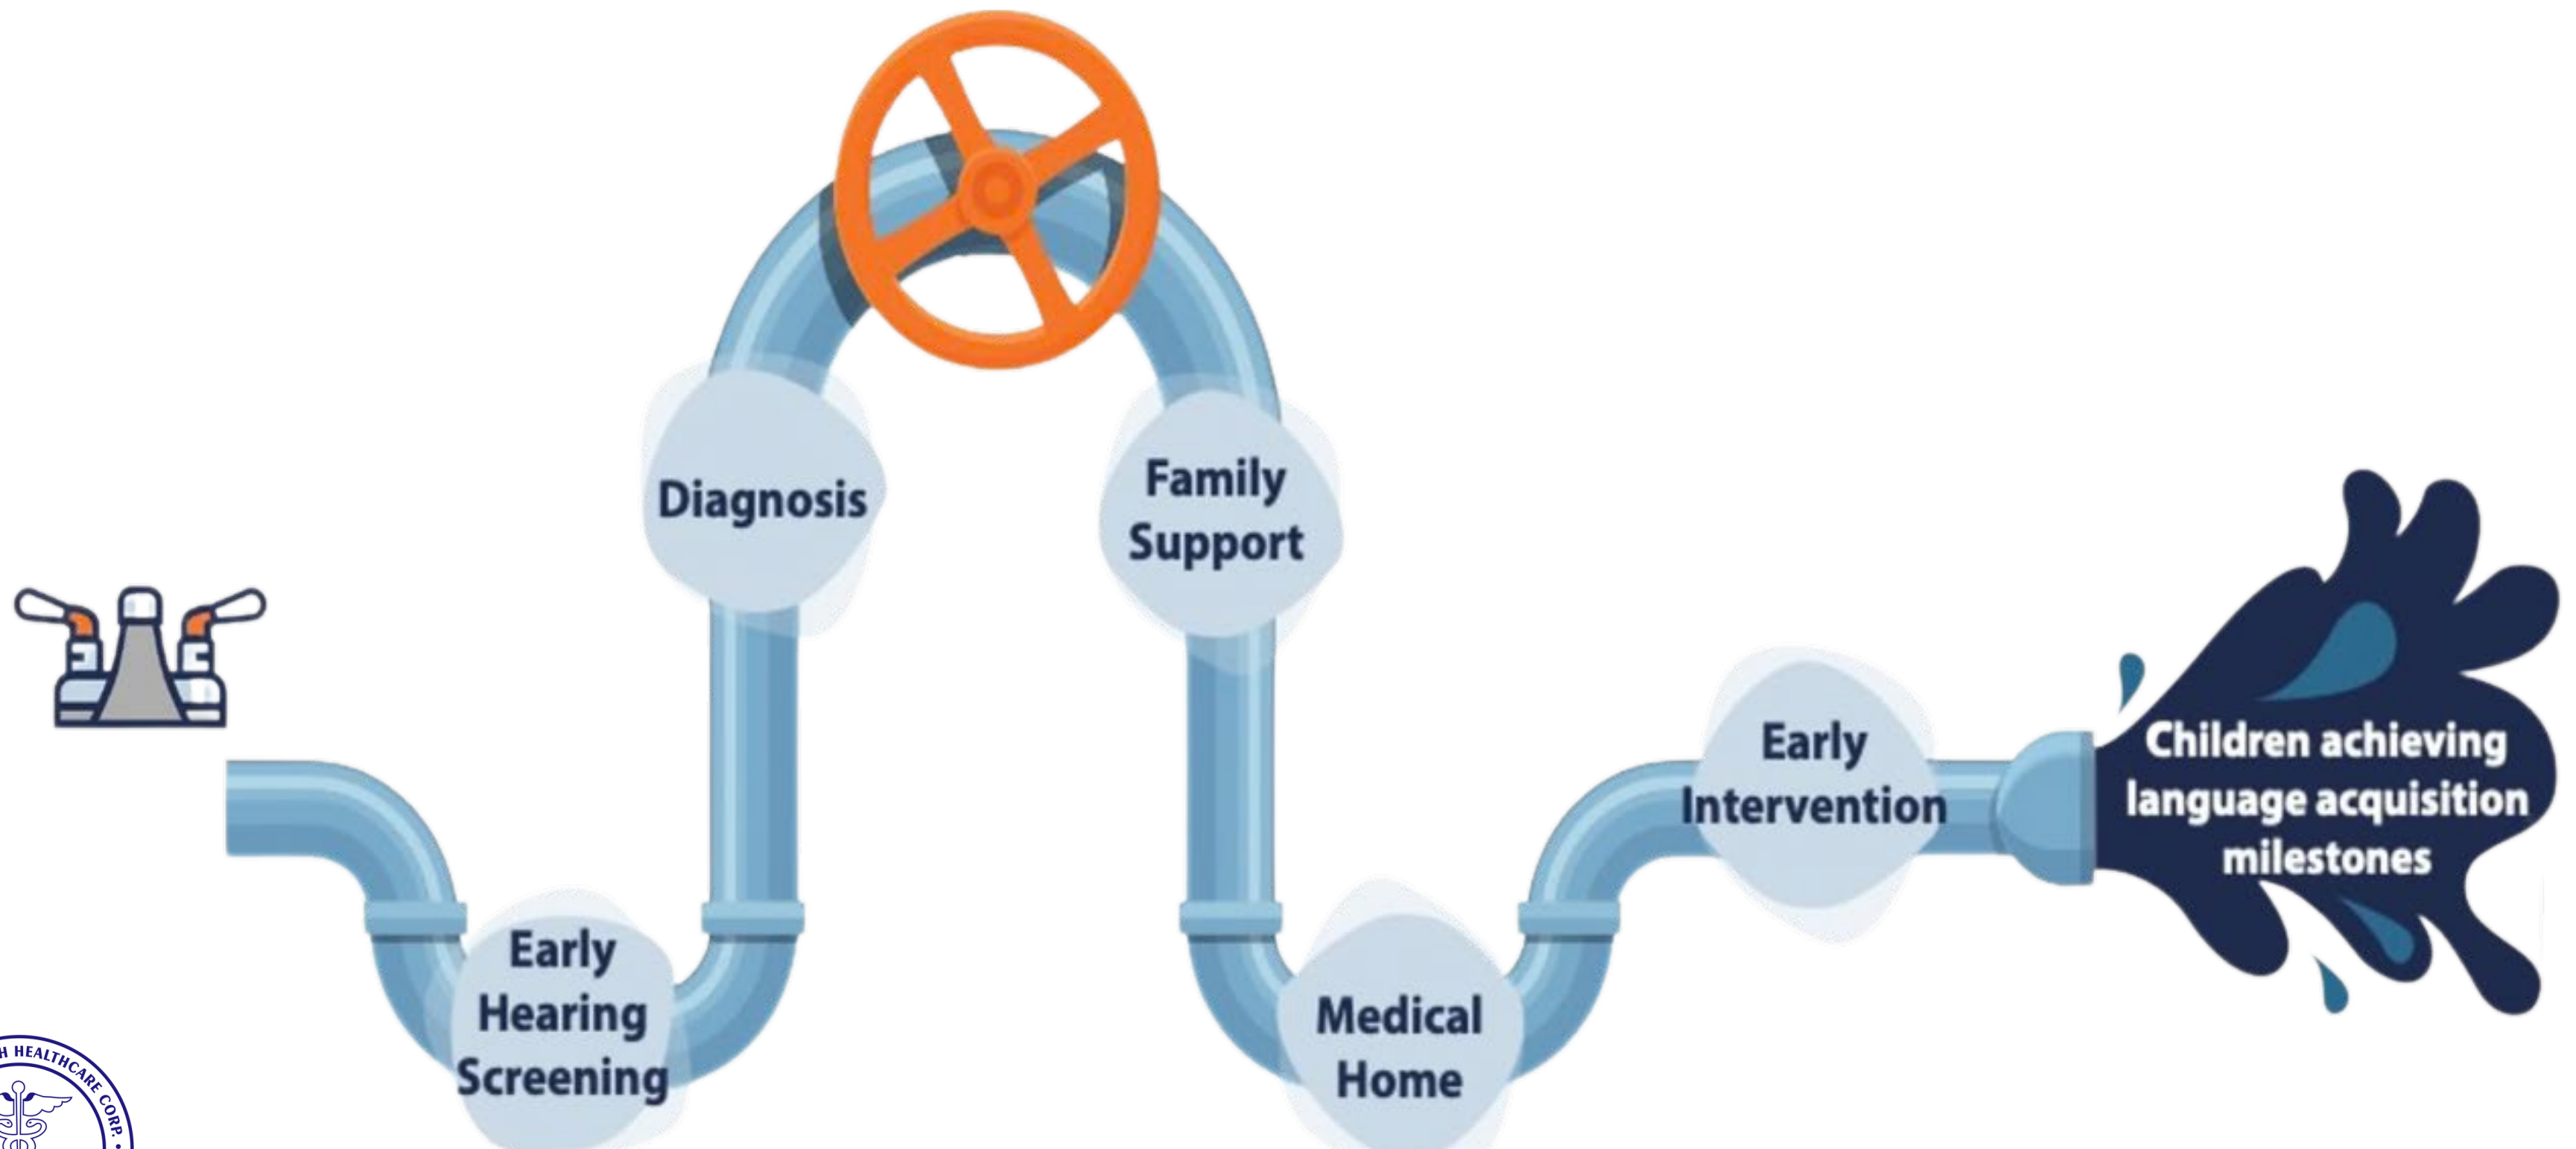 Diagnosis
Family
Support
Early
Intervention
Children achieving
language acquisition
milestones
Early
Hearing
Screening
Medical
Home
HEALTHCARE CORP.